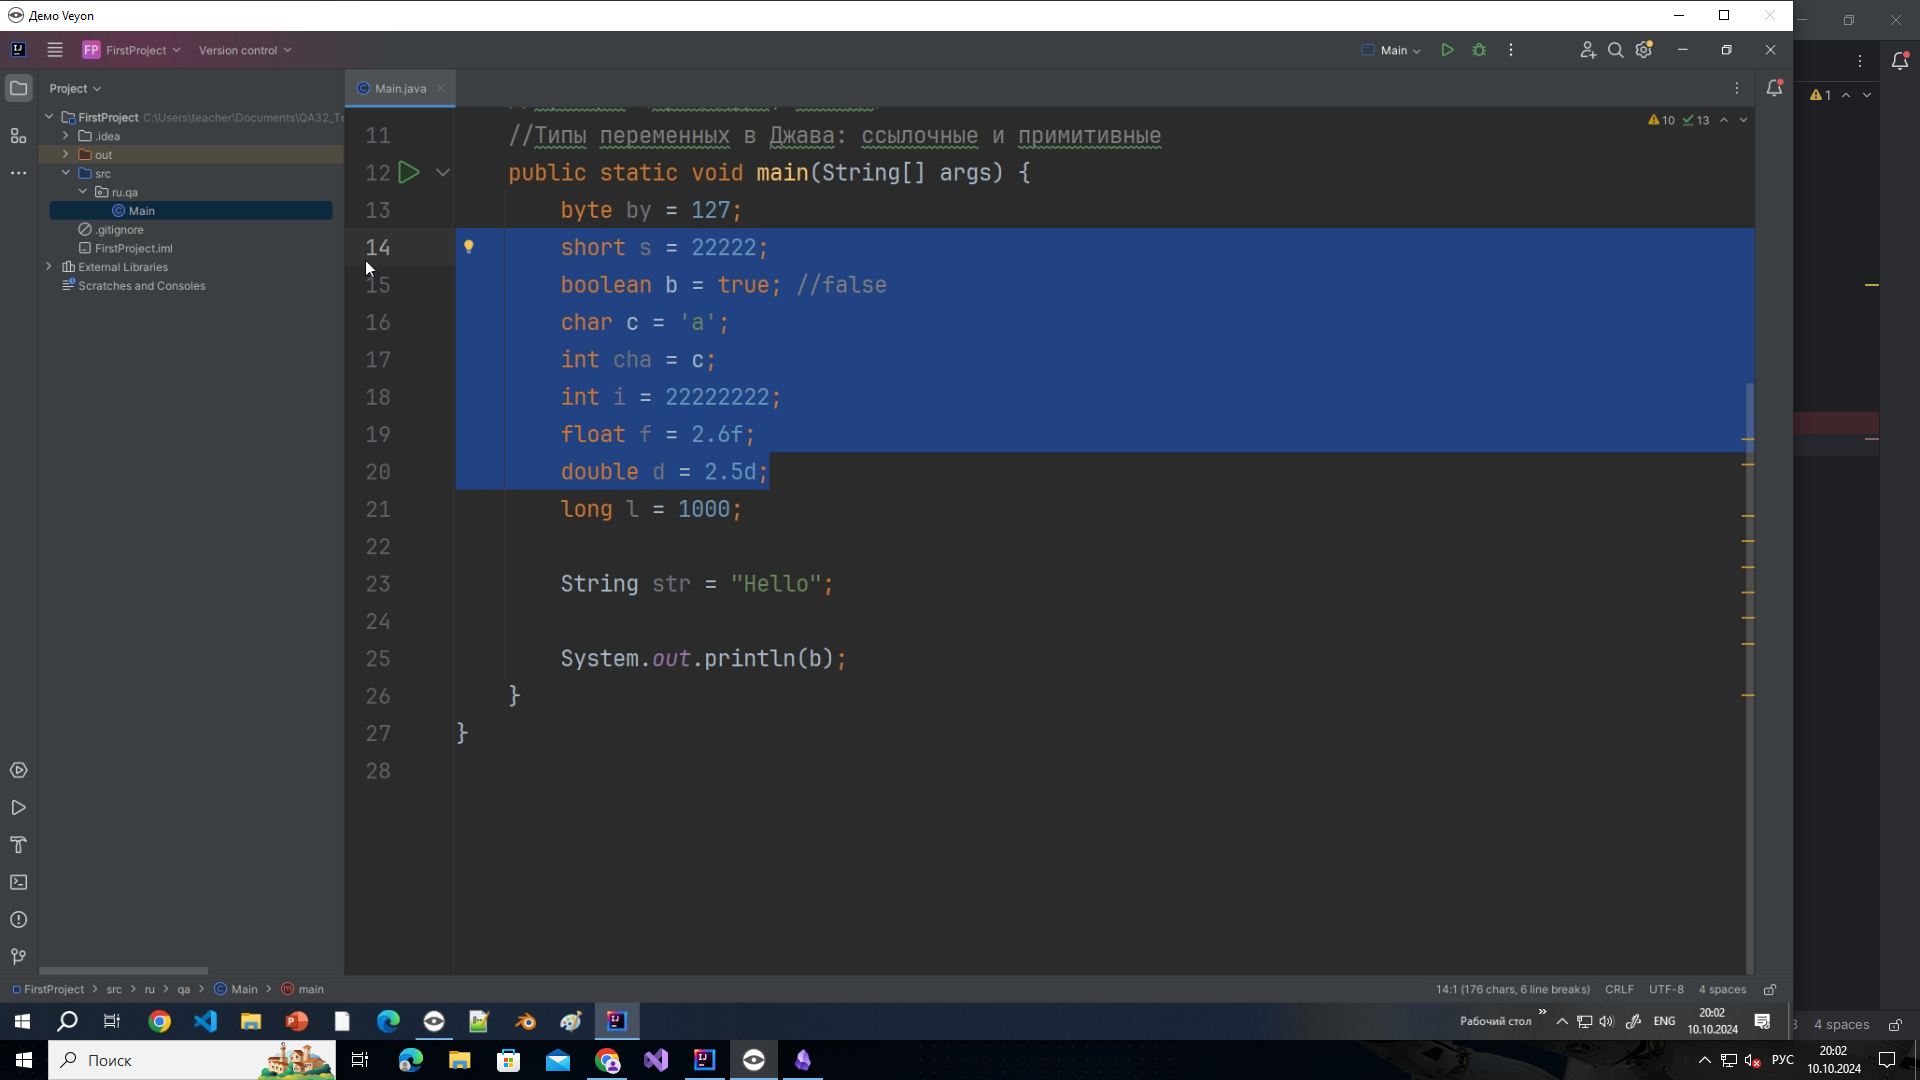 Демо Veyon
FP FirstProject Version control Main
Project
Main.java
1
FirstProject C:\Users\teacher\Documents\QA32_Te
.idea
out
src
ru.qa
Main
.gitignore
FirstProject.iml
External Libraries
Scratches and Consoles
10 13
11 //Типы переменных в Джава: ссылочные и примитивные
12 public static void main(String[] args) {
13 byte by = 127;
14 short s = 22222;
15 boolean b = true; //false
16 char c = 'a';
17 int cha = c;
18 int i = 22222222;
19 float f = 2.6f;
20 double d = 2.5d;
21 long l = 1000;
22
23 String str = "Hello";
24
25 System.out.println(b);
26 }
27 }
28
FirstProject > src > ru > qa > Main > main
14:1 (176 chars, 6 line breaks) CRLF UTF-8 4 spaces
Рабочий стол » ENG 20:02
10.10.2024
4 spaces
Поиск
РУС 20:02
10.10.2024